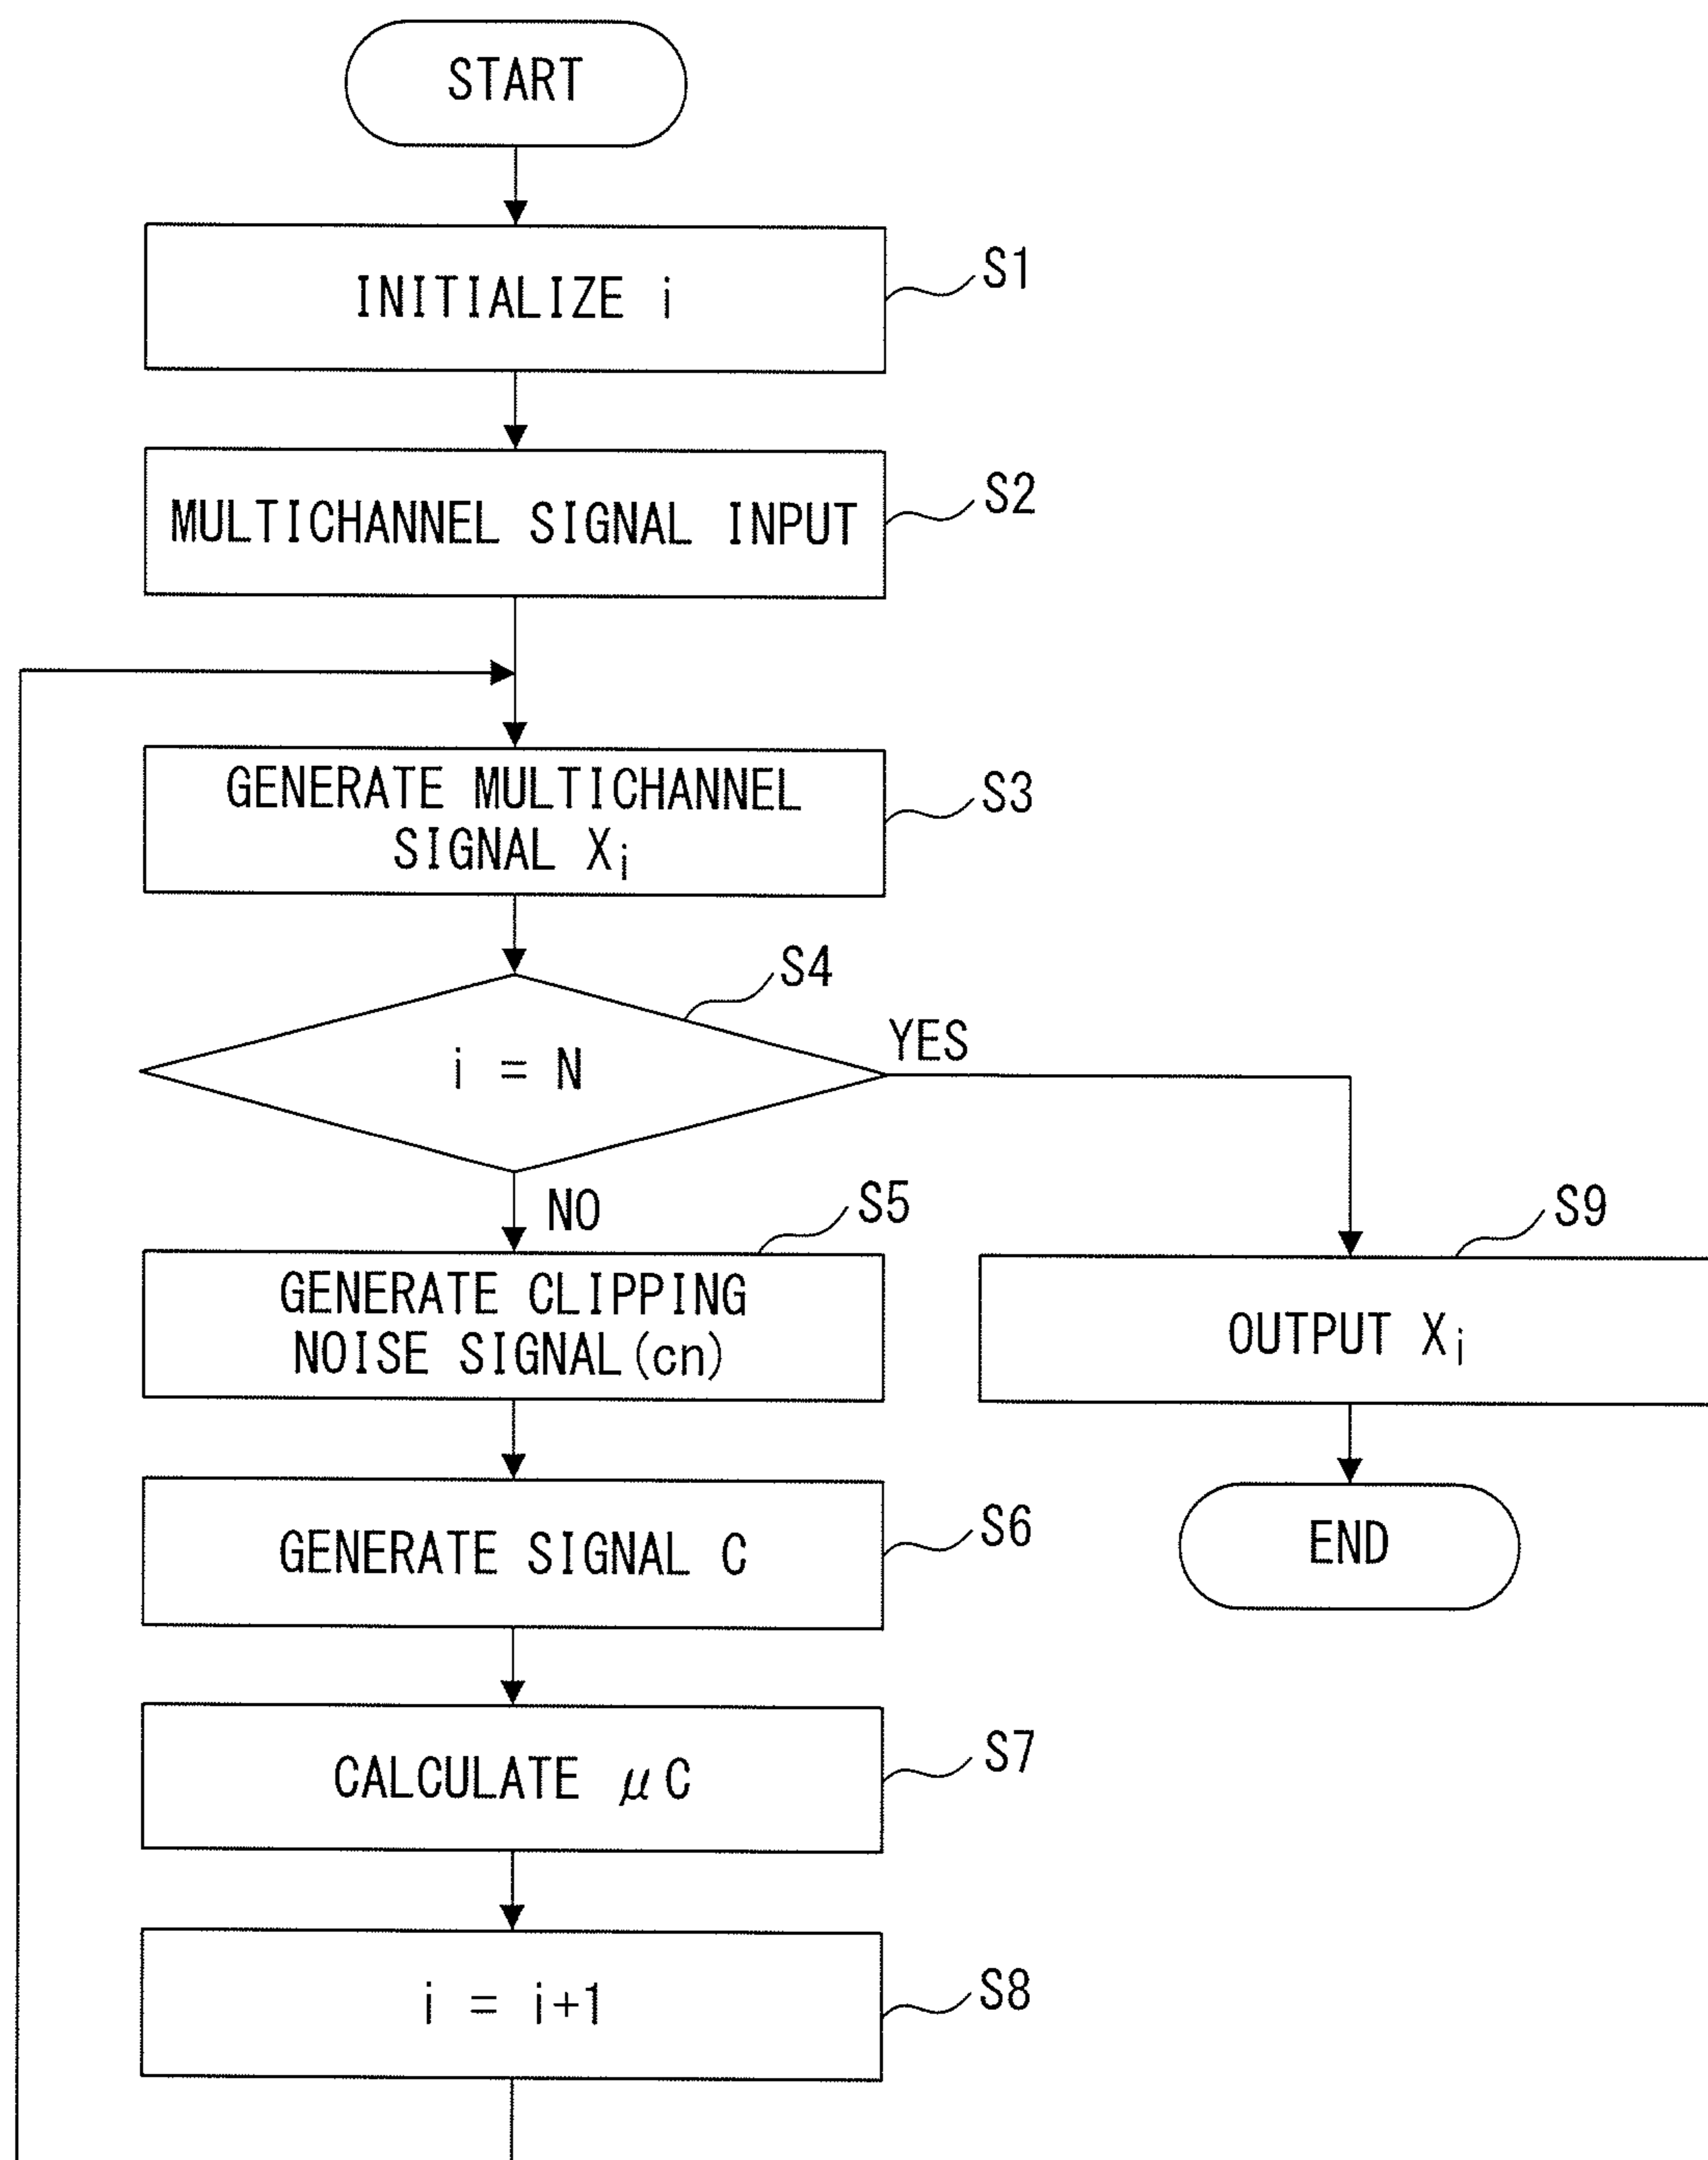 START
INITIALIZE i
S1
MULTICHANNEL SIGNAL INPUT
S2
GENERATE MULTICHANNEL
SIGNAL Xi
S3
i = N
S4
YES
NO
GENERATE CLIPPING
NOISE SIGNAL(cn)
S5
OUTPUT Xi
S9
GENERATE SIGNAL C
S6
END
CALCULATE μC
S7
i = i+1
S8